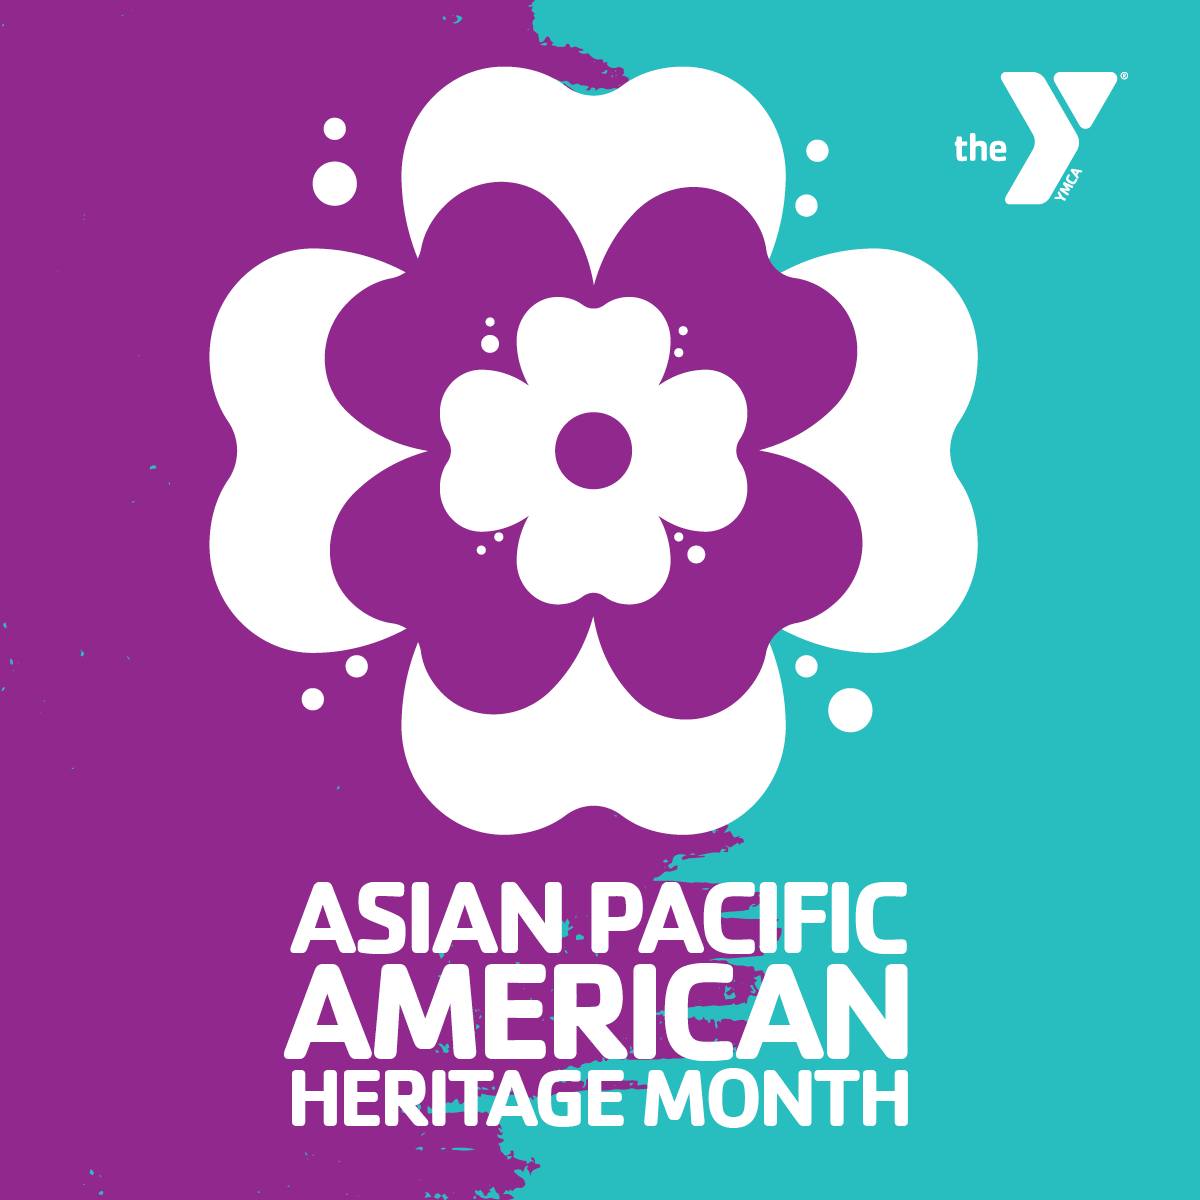 the
YMCA
®
ASIAN PACIFIC
AMERICAN
HERITAGE MONTH